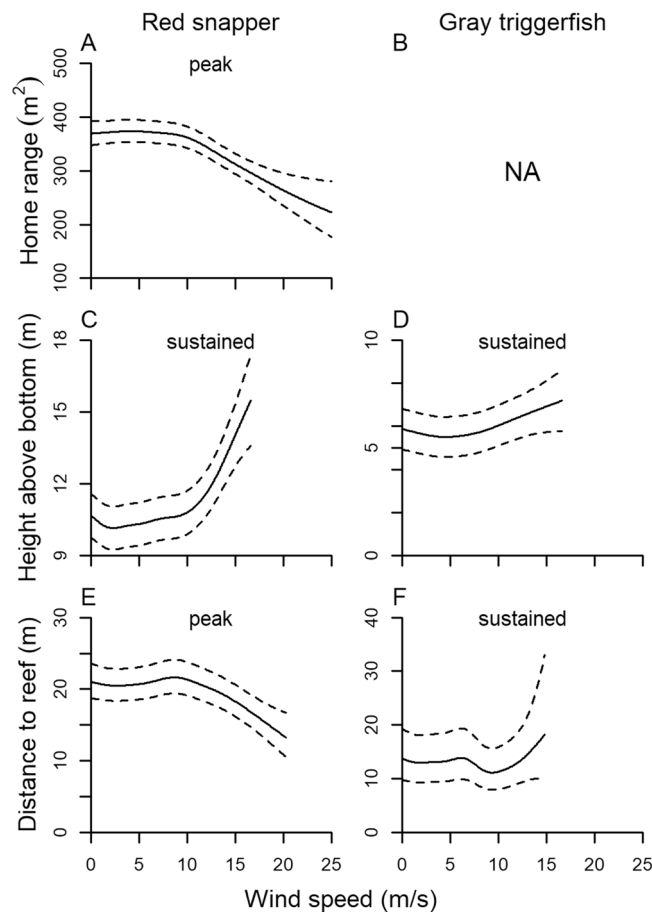 Red snapper
Gray triggerfish
A
B
peak
Home range (m²)
500
400
300
200
100
NA
C
D
sustained
sustained
Height above bottom (m)
18
15
12
9
10
5
0
E
F
peak
sustained
Distance to reef (m)
30
20
10
0
40
30
20
10
0
0 5 10 15 20 25
0 5 10 15 20 25
Wind speed (m/s)